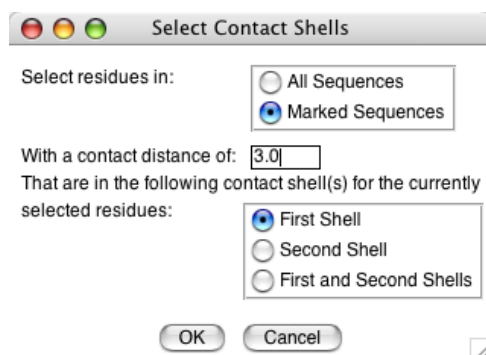 Select Contact Shells
Select residues in:
All Sequences
Marked Sequences
With a contact distance of: 3.0
That are in the following contact shell(s) for the currently
selected residues:
First Shell
Second Shell
First and Second Shells
OK Cancel